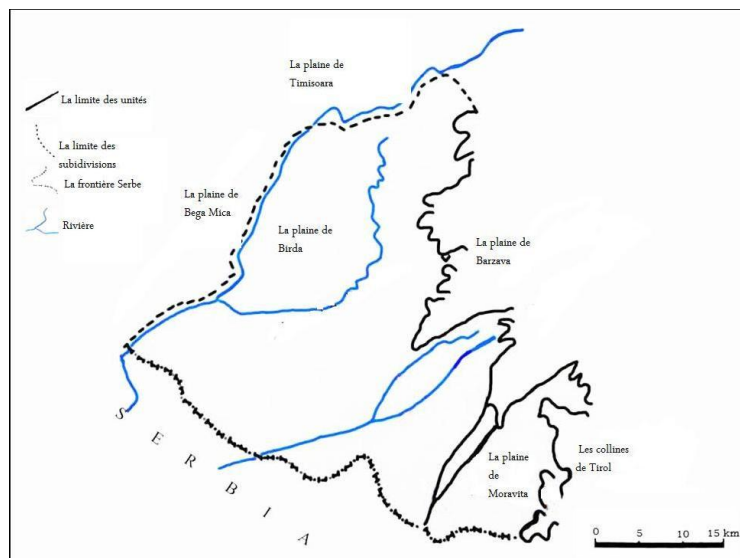 La plaine de
Timisoara
La limite des unités
La limite des
subdivisions
La frontière Serbe
La plaine de
Bega Mica
Rivière
La plaine de
Birda
La plaine de
Barzava
SERBIA
La plaine
de
Moravita
Les collines
de Tirol
0 5 10 15 km